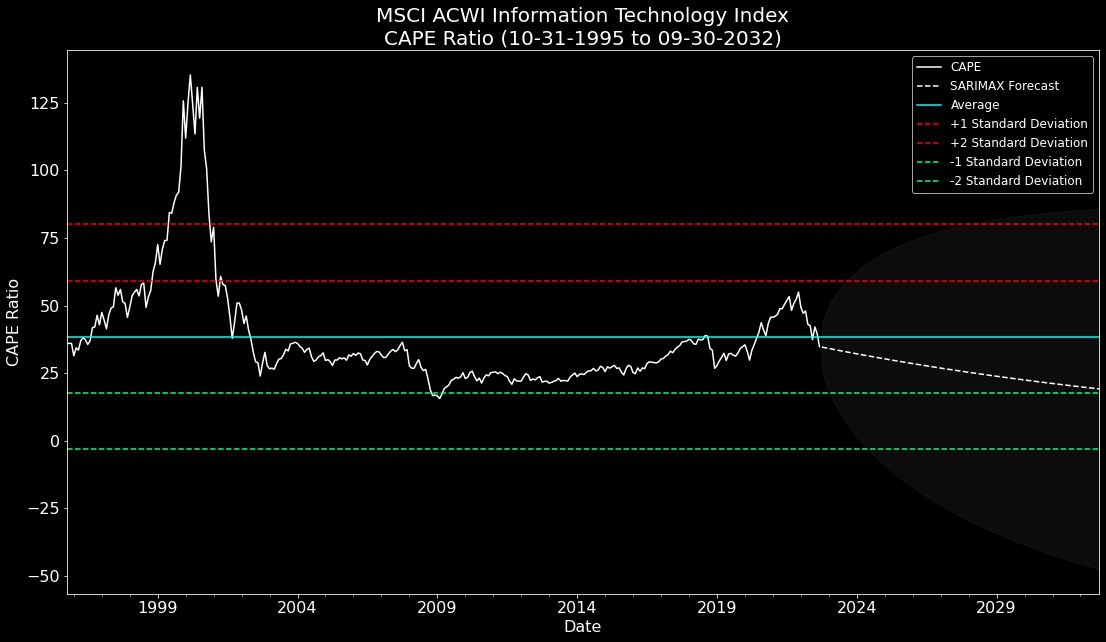 MSCI ACWI Information Technology Index
CAPE Ratio (10-31-1995 to 09-30-2032)
CAPE
SARIMAX Forecast
Average
+1 Standard Deviation
+2 Standard Deviation
-1 Standard Deviation
-2 Standard Deviation
CAPE Ratio
125
100
75
50
25
0
−25
−50
1999 2004 2009 2014 2019 2024 2029
Date